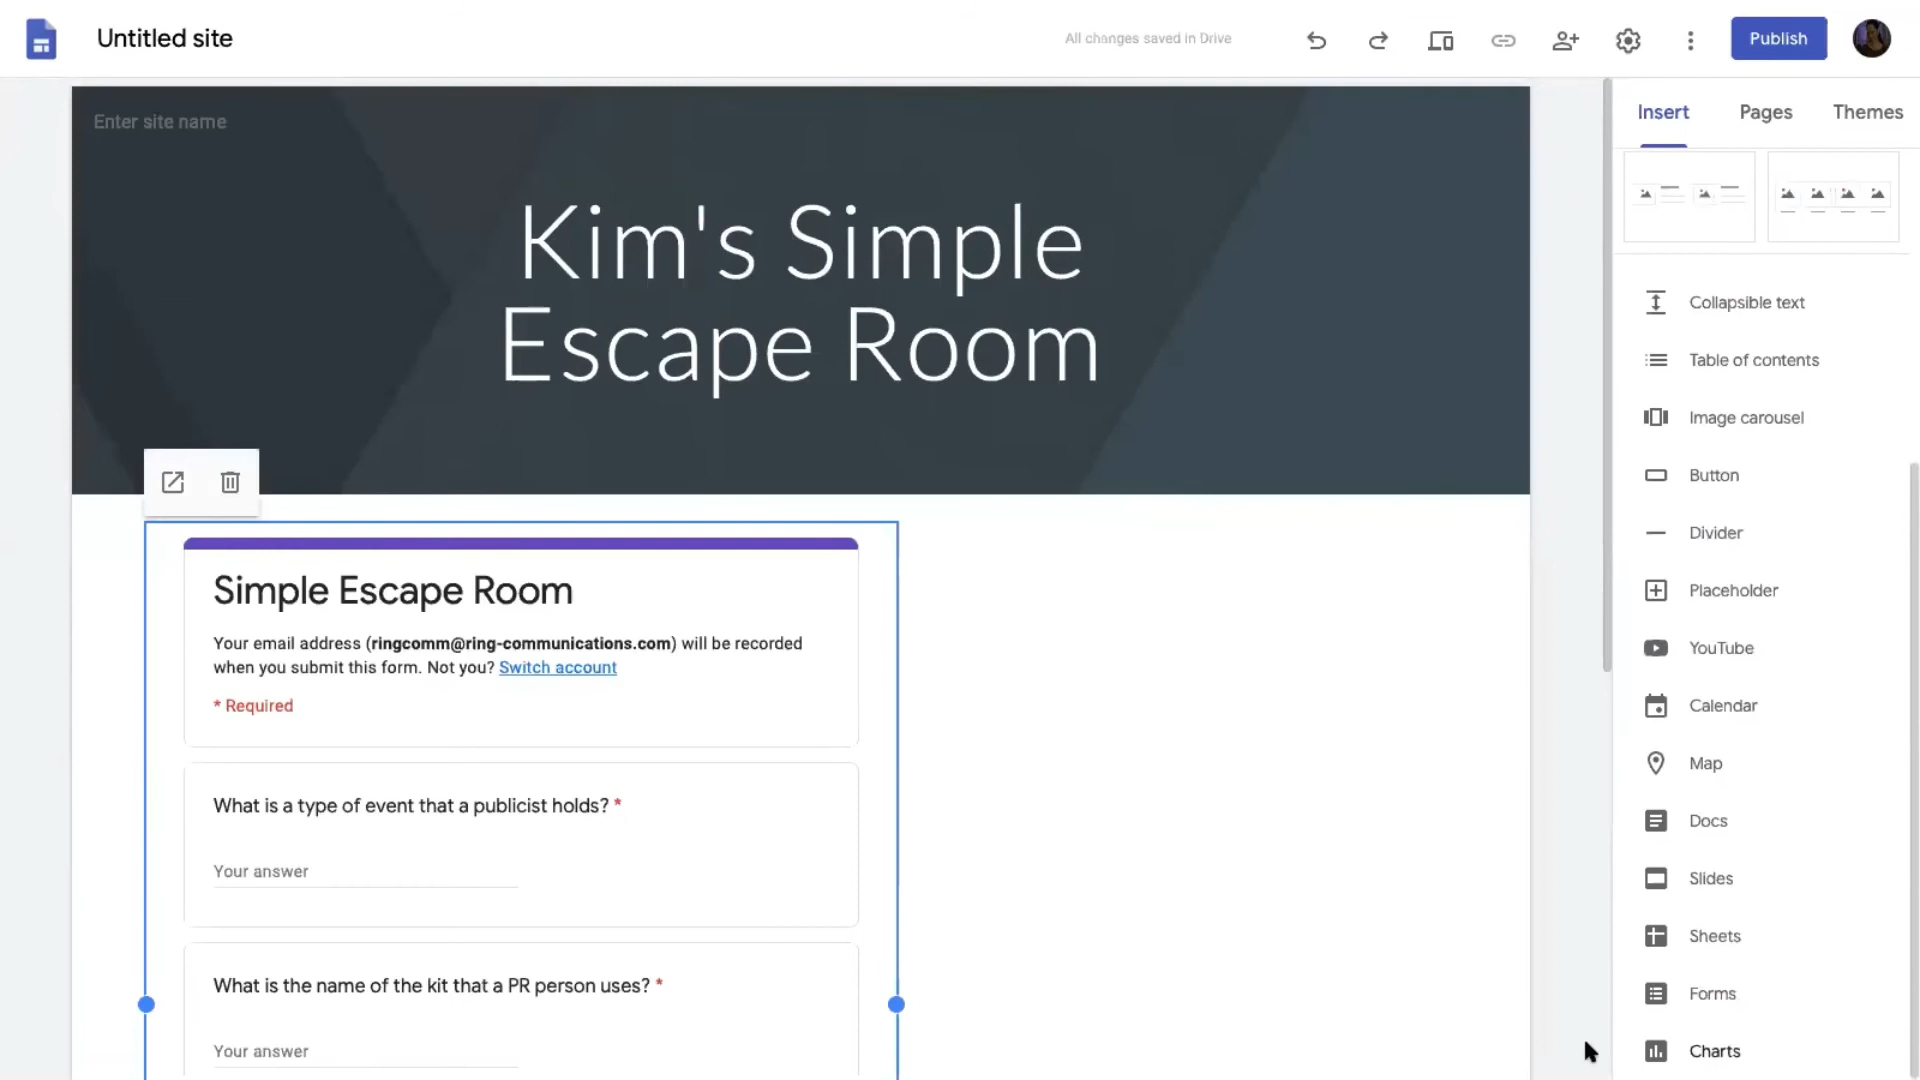 Untitled site
All changes saved in Drive
Publish
Enter site name
Kim's Simple
Escape Room
Insert
Pages
Themes
Collapsible text
Table of contents
Image carousel
Button
Divider
Placeholder
YouTube
Calendar
Map
Docs
Slides
Sheets
Forms
Charts
Simple Escape Room
Your email address (ringcomm@ring-communications.com) will be recorded
when you submit this form. Not you? Switch account
* Required
What is a type of event that a publicist holds? *
Your answer
What is the name of the kit that a PR person uses? *
Your answer